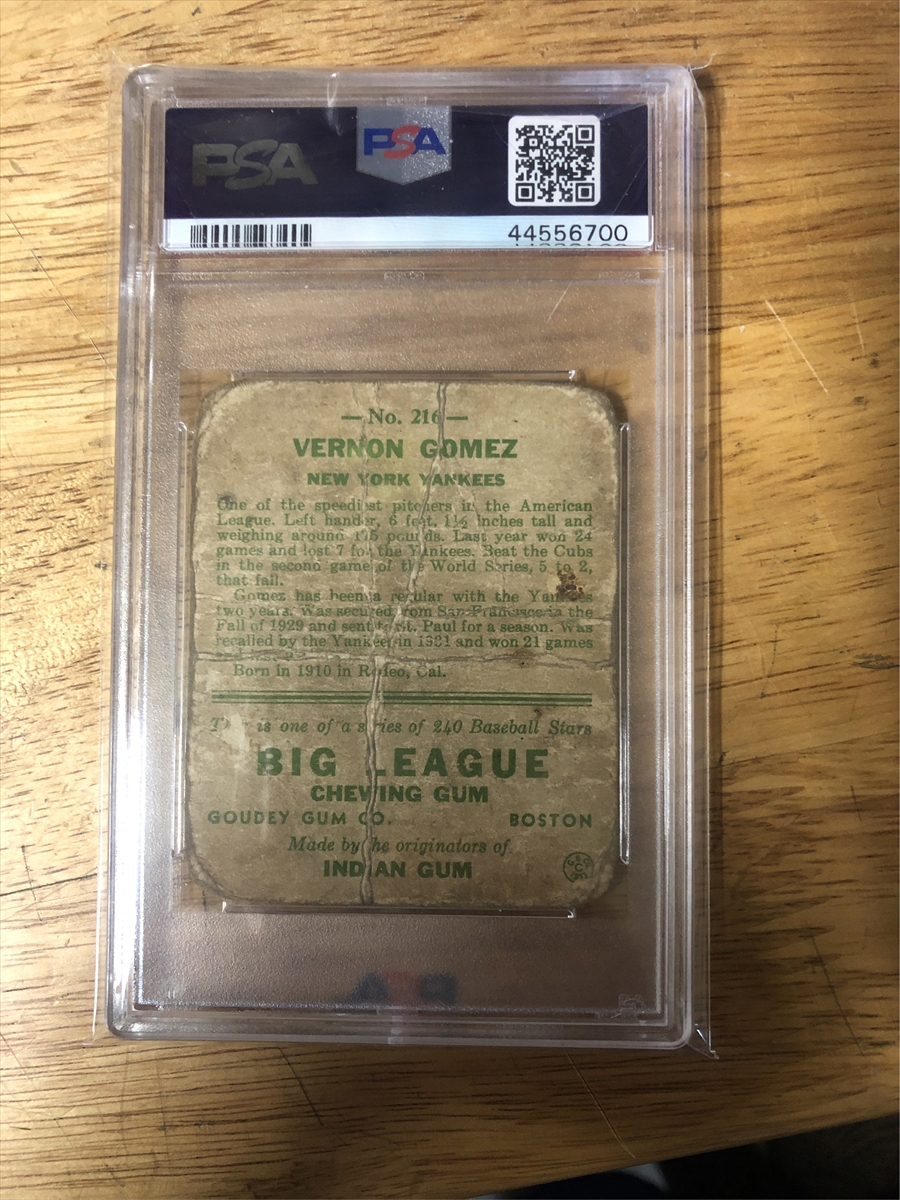 PSA
PSA
44556700
— No. 216 —
VERNON GOMEZ
NEW YORK YANKEES
One of the speediest pitchers in the American
League. Left hander, 6 feet, 1½ inches tall and
weighing around 175 pounds. Last year won 24
games and lost 7 for the Yankees. Beat the Cubs
in the second game of the World Series, 5 to 2,
that fall.
Gomez has been a regular with the Yankees
two years. Was secured from San Francisco in the
Fall of 1929 and sent to St. Paul for a season. Was
recalled by the Yankees in 1931 and won 21 games
Born in 1910 in Rodeo, Cal.
This is one of a series of 240 Baseball Stars
BIG LEAGUE
CHEWING GUM
GOUDEY GUM CO. BOSTON
Made by the originators of
INDIAN GUM